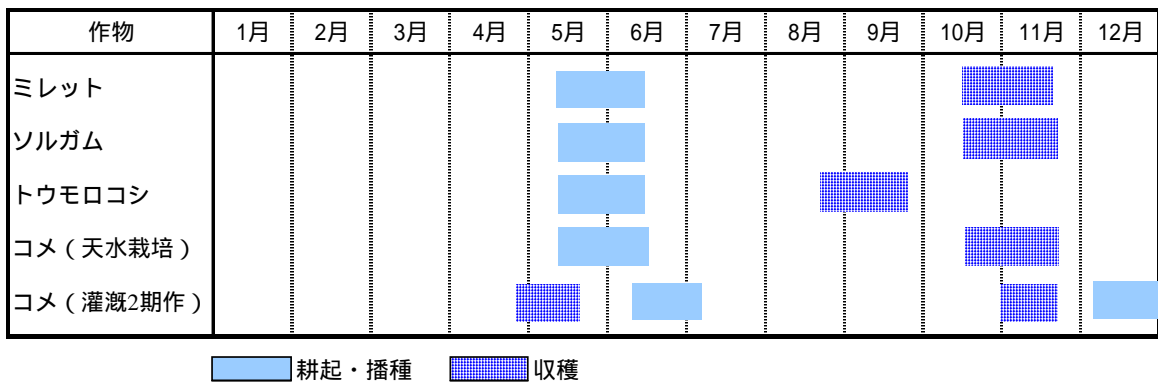 作物 1月 2月 3月 4月 5月 6月 7月 8月 9月 10月 11月 12月
ミレット
ソルガム
トウモロコシ
コメ（天水栽培）
コメ（灌漑2期作）
耕起・播種 収穫